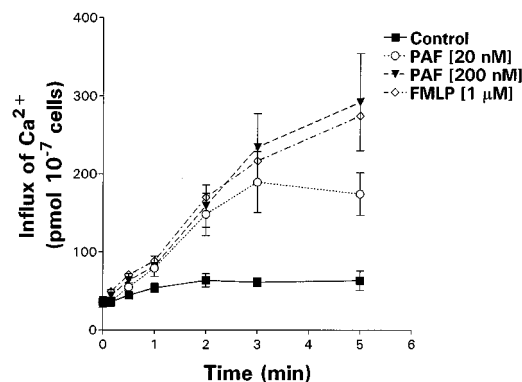 400
300
200
100
0
0
1
2
3
4
5
6
Influx of Ca2+
(pmol 10-7 cells)
Time (min)
Control
PAF [20 nM]
PAF [200 nM]
FMLP [1 μM]